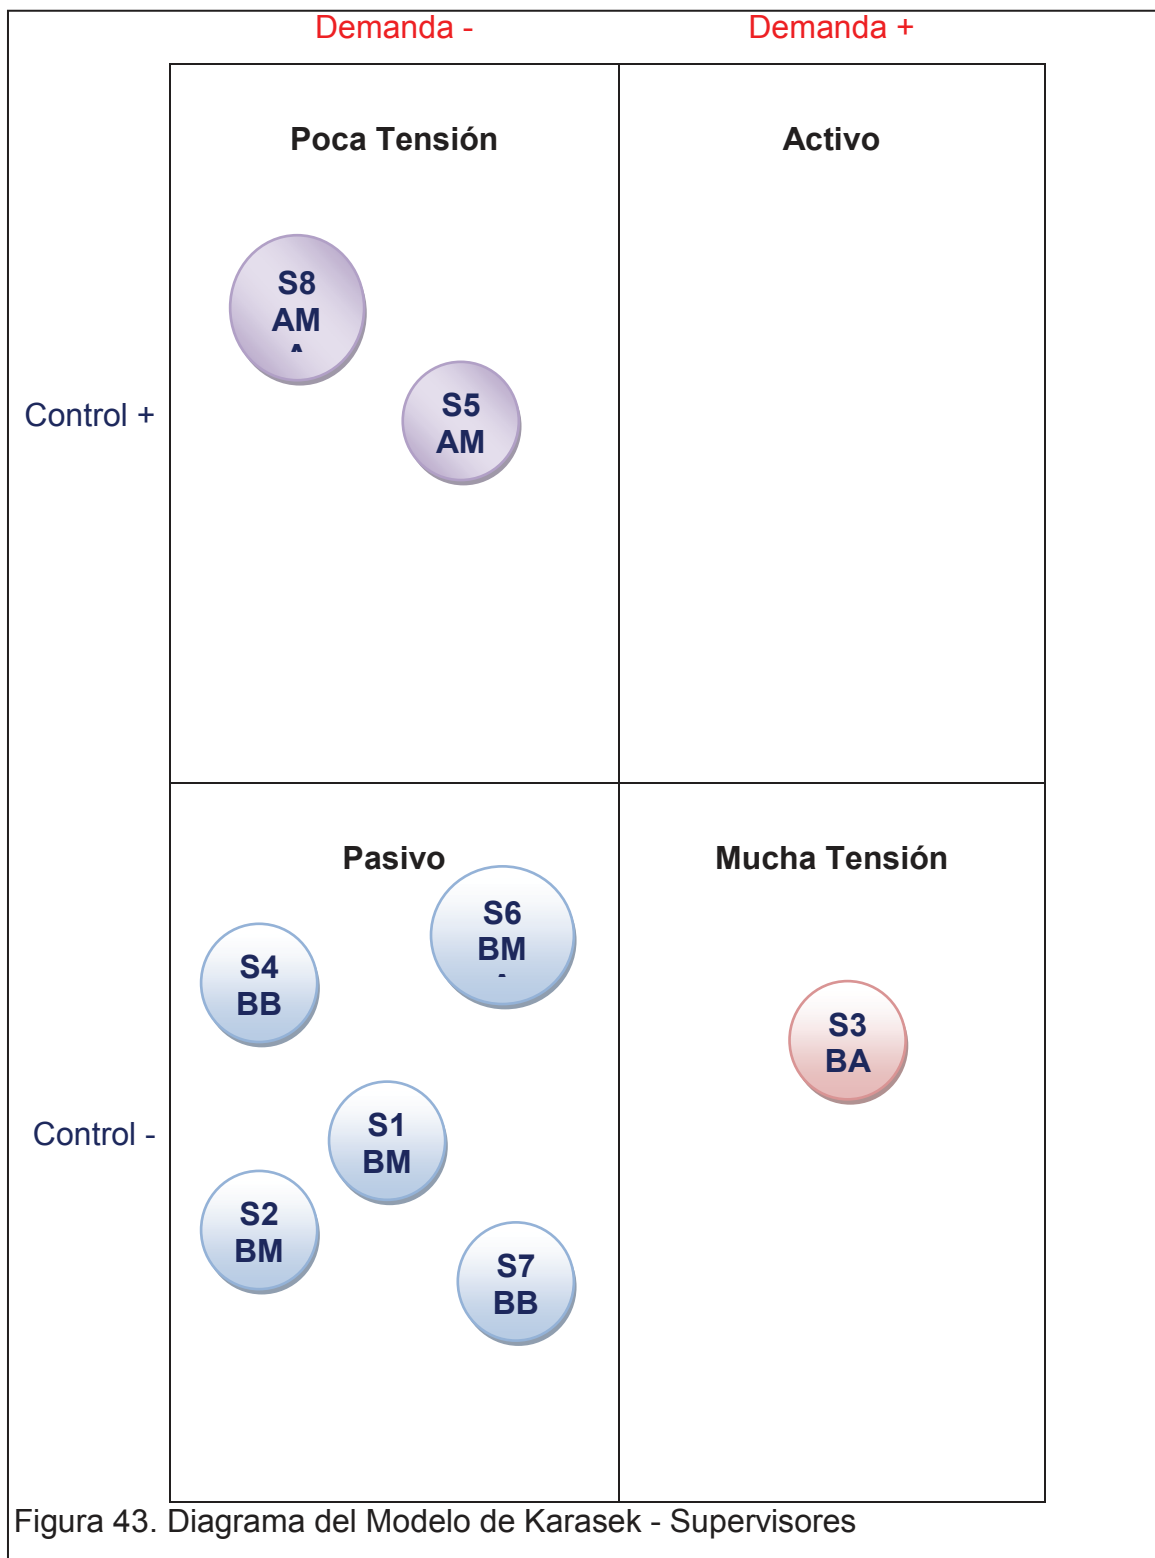 Demanda -
Demanda +
Poca Tensión
Activo
S8
AM
S5
AM
Control +
Pasivo
Mucha Tensión
S6
BM
S4
BB
S3
BA
Control -
S1
BM
S2
BM
S7
BB
Figura 43. Diagrama del Modelo de Karasek - Supervisores